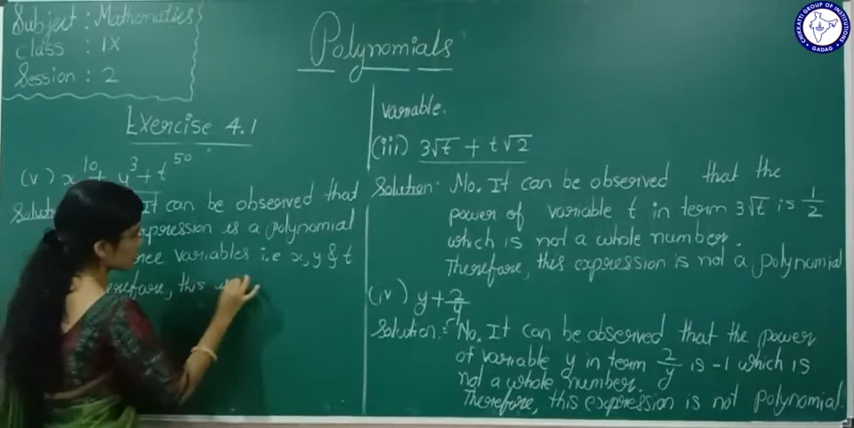 Subject : Mathematics
Class : IX
Session : 2
Polynomials
Exercise 4.1
(v) x¹⁰ + y³ + t⁵⁰
It can be observed that
expression is a polynomial
variables i.e x, y & t
this
variable.
(iii) 3√t + t√2
Solution: No. It can be observed that the
power of variable t in term 3√t is 1/2
which is not a whole number.
Therefore, this expression is not a polynomial
(iv) y + 2/y
Solution:- No, It can be observed that the power
of variable y in term 2/y is -1 which is
not a whole number.
Therefore, this expression is not polynomial.
CHIKKATTI GROUP OF INSTITUTIONS
GADAG